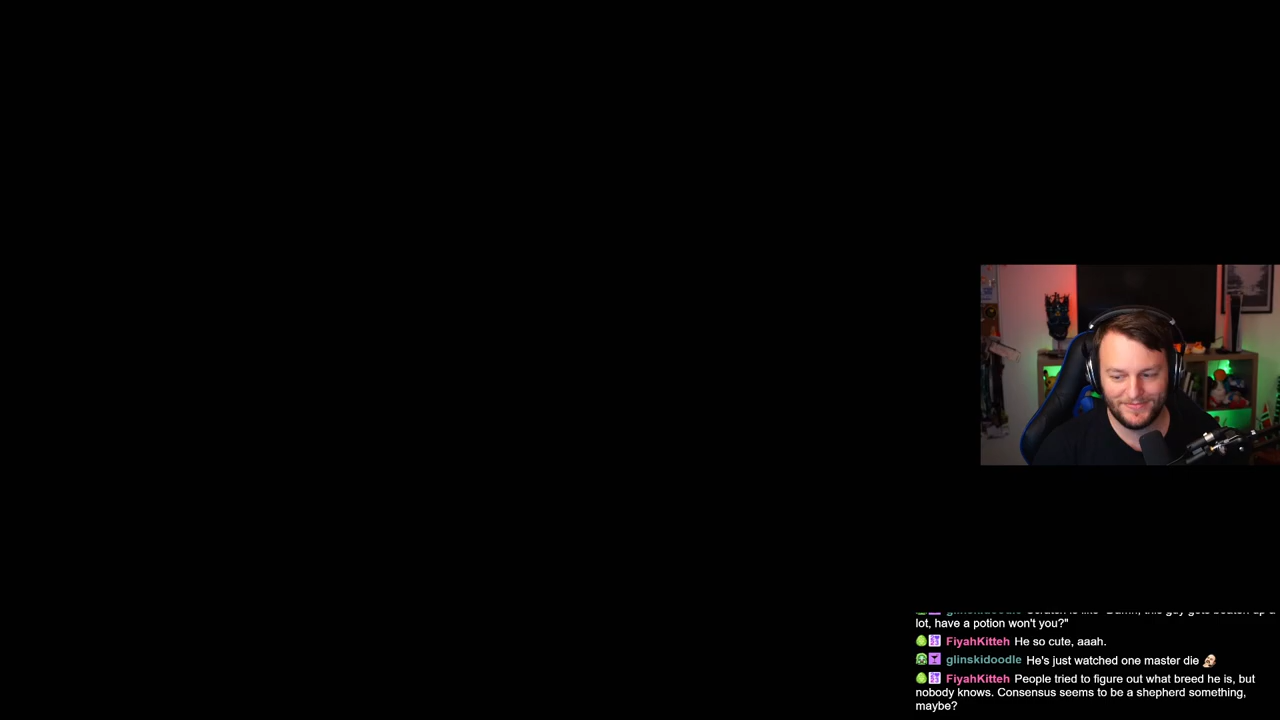 lot, have a potion won't you?"
FiyahKitteh He so cute, aaah.
glinskidoodle He's just watched one master die
FiyahKitteh People tried to figure out what breed he is, but
nobody knows. Consensus seems to be a shepherd something,
maybe?